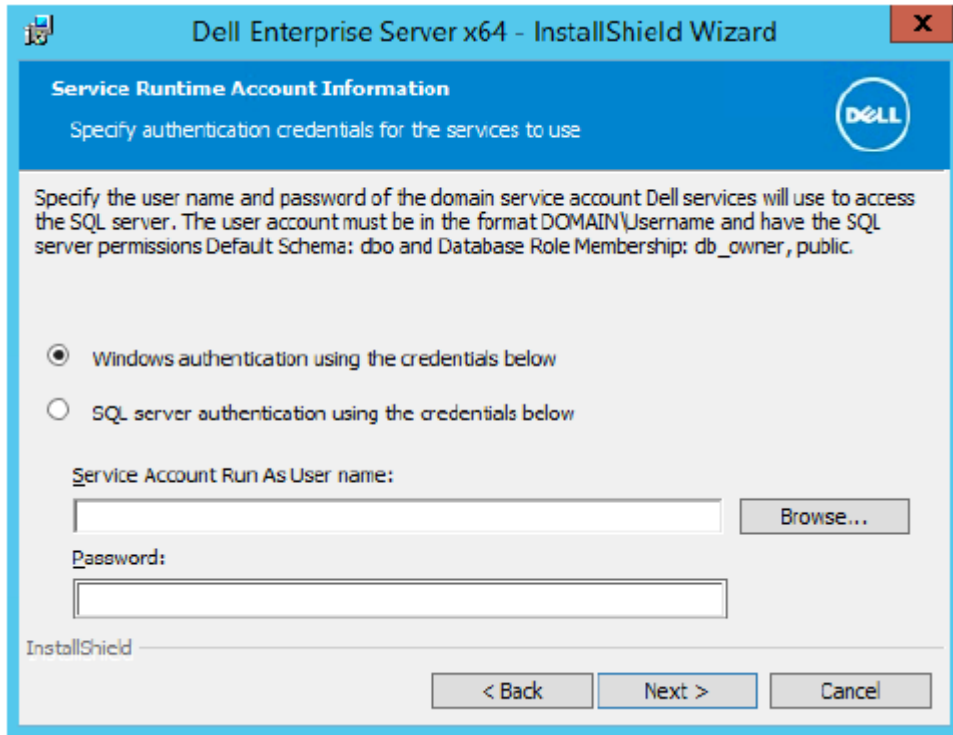 Dell Enterprise Server x64 - InstallShield Wizard
X
Service Runtime Account Information
Specify authentication credentials for the services to use
DELL
Specify the user name and password of the domain service account Dell services will use to access
the SQL server. The user account must be in the format DOMAIN\Username and have the SQL
server permissions Default Schema: dbo and Database Role Membership: db_owner, public.
Windows authentication using the credentials below
SQL server authentication using the credentials below
Service Account Run As User name:
Browse...
Password:
InstallShield
< Back
Next >
Cancel